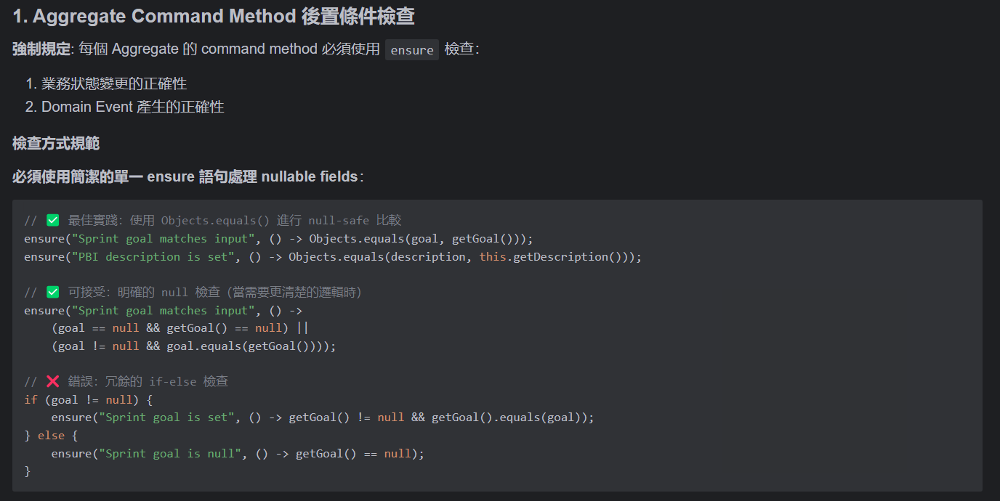 1. Aggregate Command Method 後置條件檢查
強制規定: 每個 Aggregate 的 command method 必須使用 ensure 檢查：
1. 業務狀態變更的正確性
2. Domain Event 產生的正確性
檢查方式規範
必須使用簡潔的單一 ensure 語句處理 nullable fields：
// ✅ 最佳實踐：使用 Objects.equals() 進行 null-safe 比較
ensure("Sprint goal matches input", () -> Objects.equals(goal, getGoal()));
ensure("PBI description is set", () -> Objects.equals(description, this.getDescription()));
// ✅ 可接受：明確的 null 檢查（當需要更清楚的邏輯時）
ensure("Sprint goal matches input", () ->
    (goal == null && getGoal() == null) ||
    (goal != null && goal.equals(getGoal())));
// ❌ 錯誤：冗餘的 if-else 檢查
if (goal != null) {
    ensure("Sprint goal is set", () -> getGoal() != null && getGoal().equals(goal));
} else {
    ensure("Sprint goal is null", () -> getGoal() == null);
}